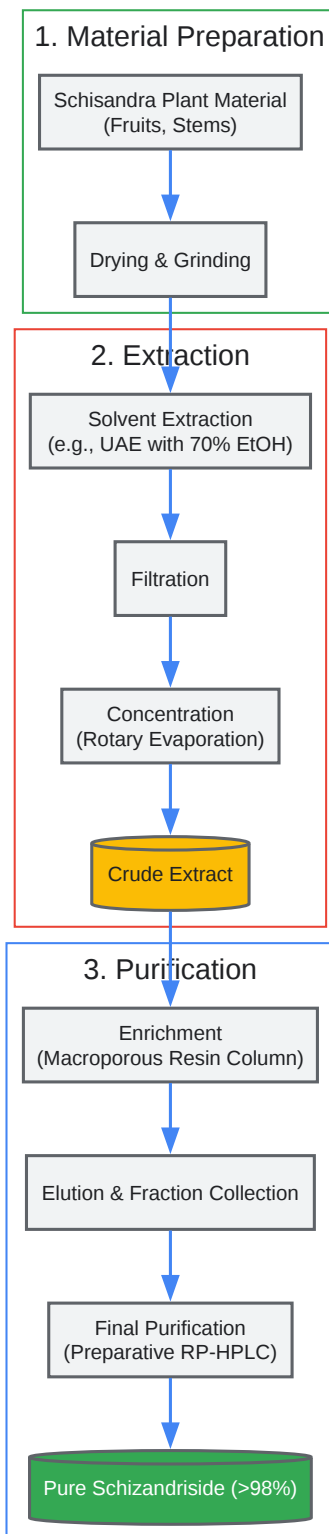 1. Material Preparation
Schisandra Plant Material
(Fruits, Stems)
Drying & Grinding
2. Extraction
Solvent Extraction
(e.g., UAE with 70% EtOH)
Filtration
Concentration
(Rotary Evaporation)
Crude Extract
3. Purification
Enrichment
(Macroporous Resin Column)
Elution & Fraction Collection
Final Purification
(Preparative RP-HPLC)
Pure Schizandriside (>98%)